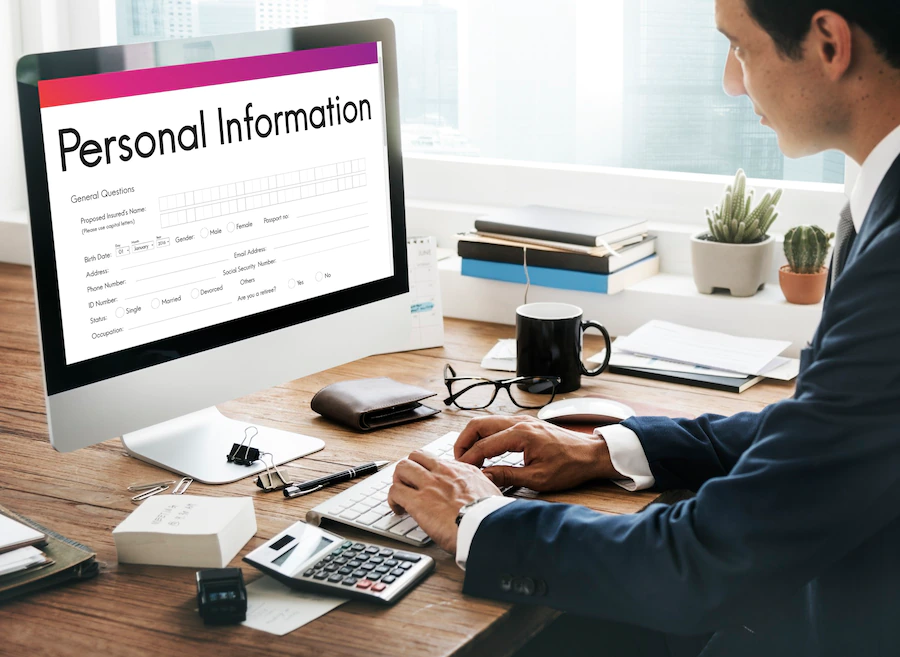 Personal Information
General Questions
Proposed Insured's Name:
(Please use capital letters)
Day Month Year
Birth Date: 01 January 2014 Gender: Male Female Passport no:
Address:
Phone Number: Email Address:
ID Number: Social Security Number:
Status: Single Married Divorced Others
Occupation: Are you a retiree? Yes No